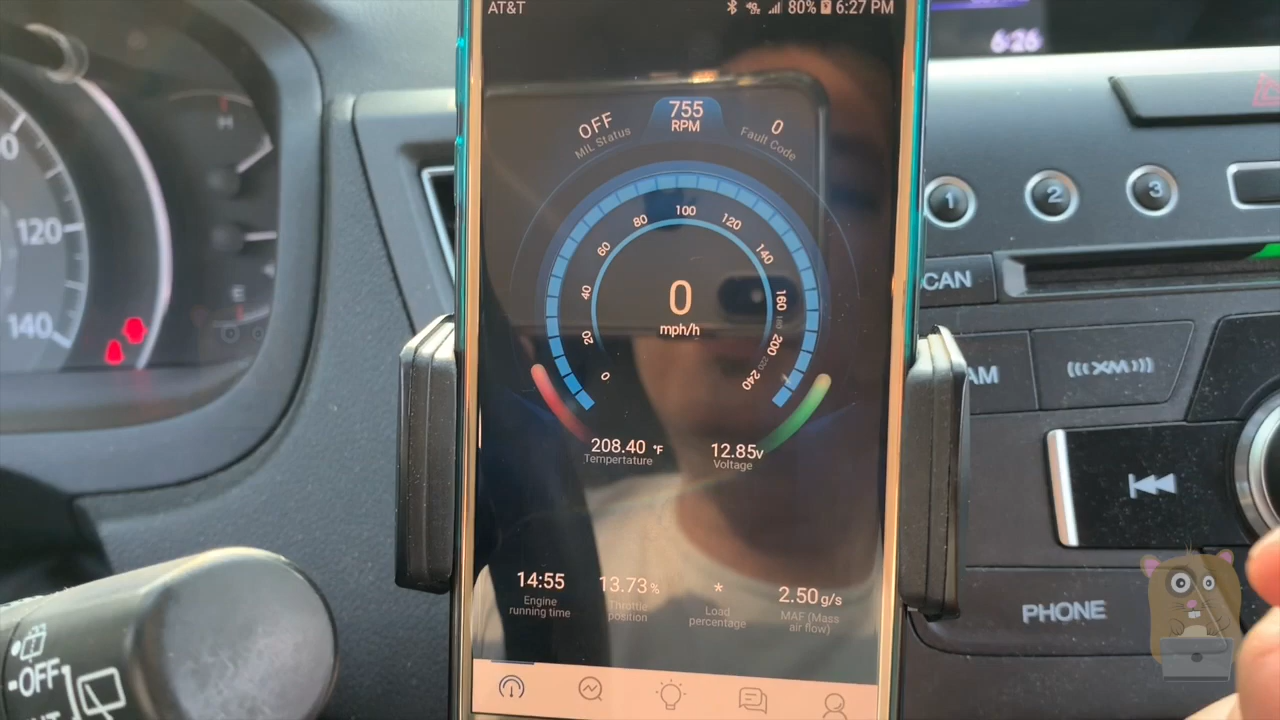 AT&T
80% 6:27 PM
6:26
OFF
MIL Status
755
RPM
0
Fault Code
0
20
40
60
80
100
120
140
160
180
200
220
240
0
mph/h
208.40 °F
Tempertature
12.85v
Voltage
14:55
Engine
running time
13.73 %
Throttle
position
*
Load
percentage
2.50 g/s
MAF (Mass
air flow)
H
E
120
140
1
2
3
CAN
AM
XM
PHONE
-OFF